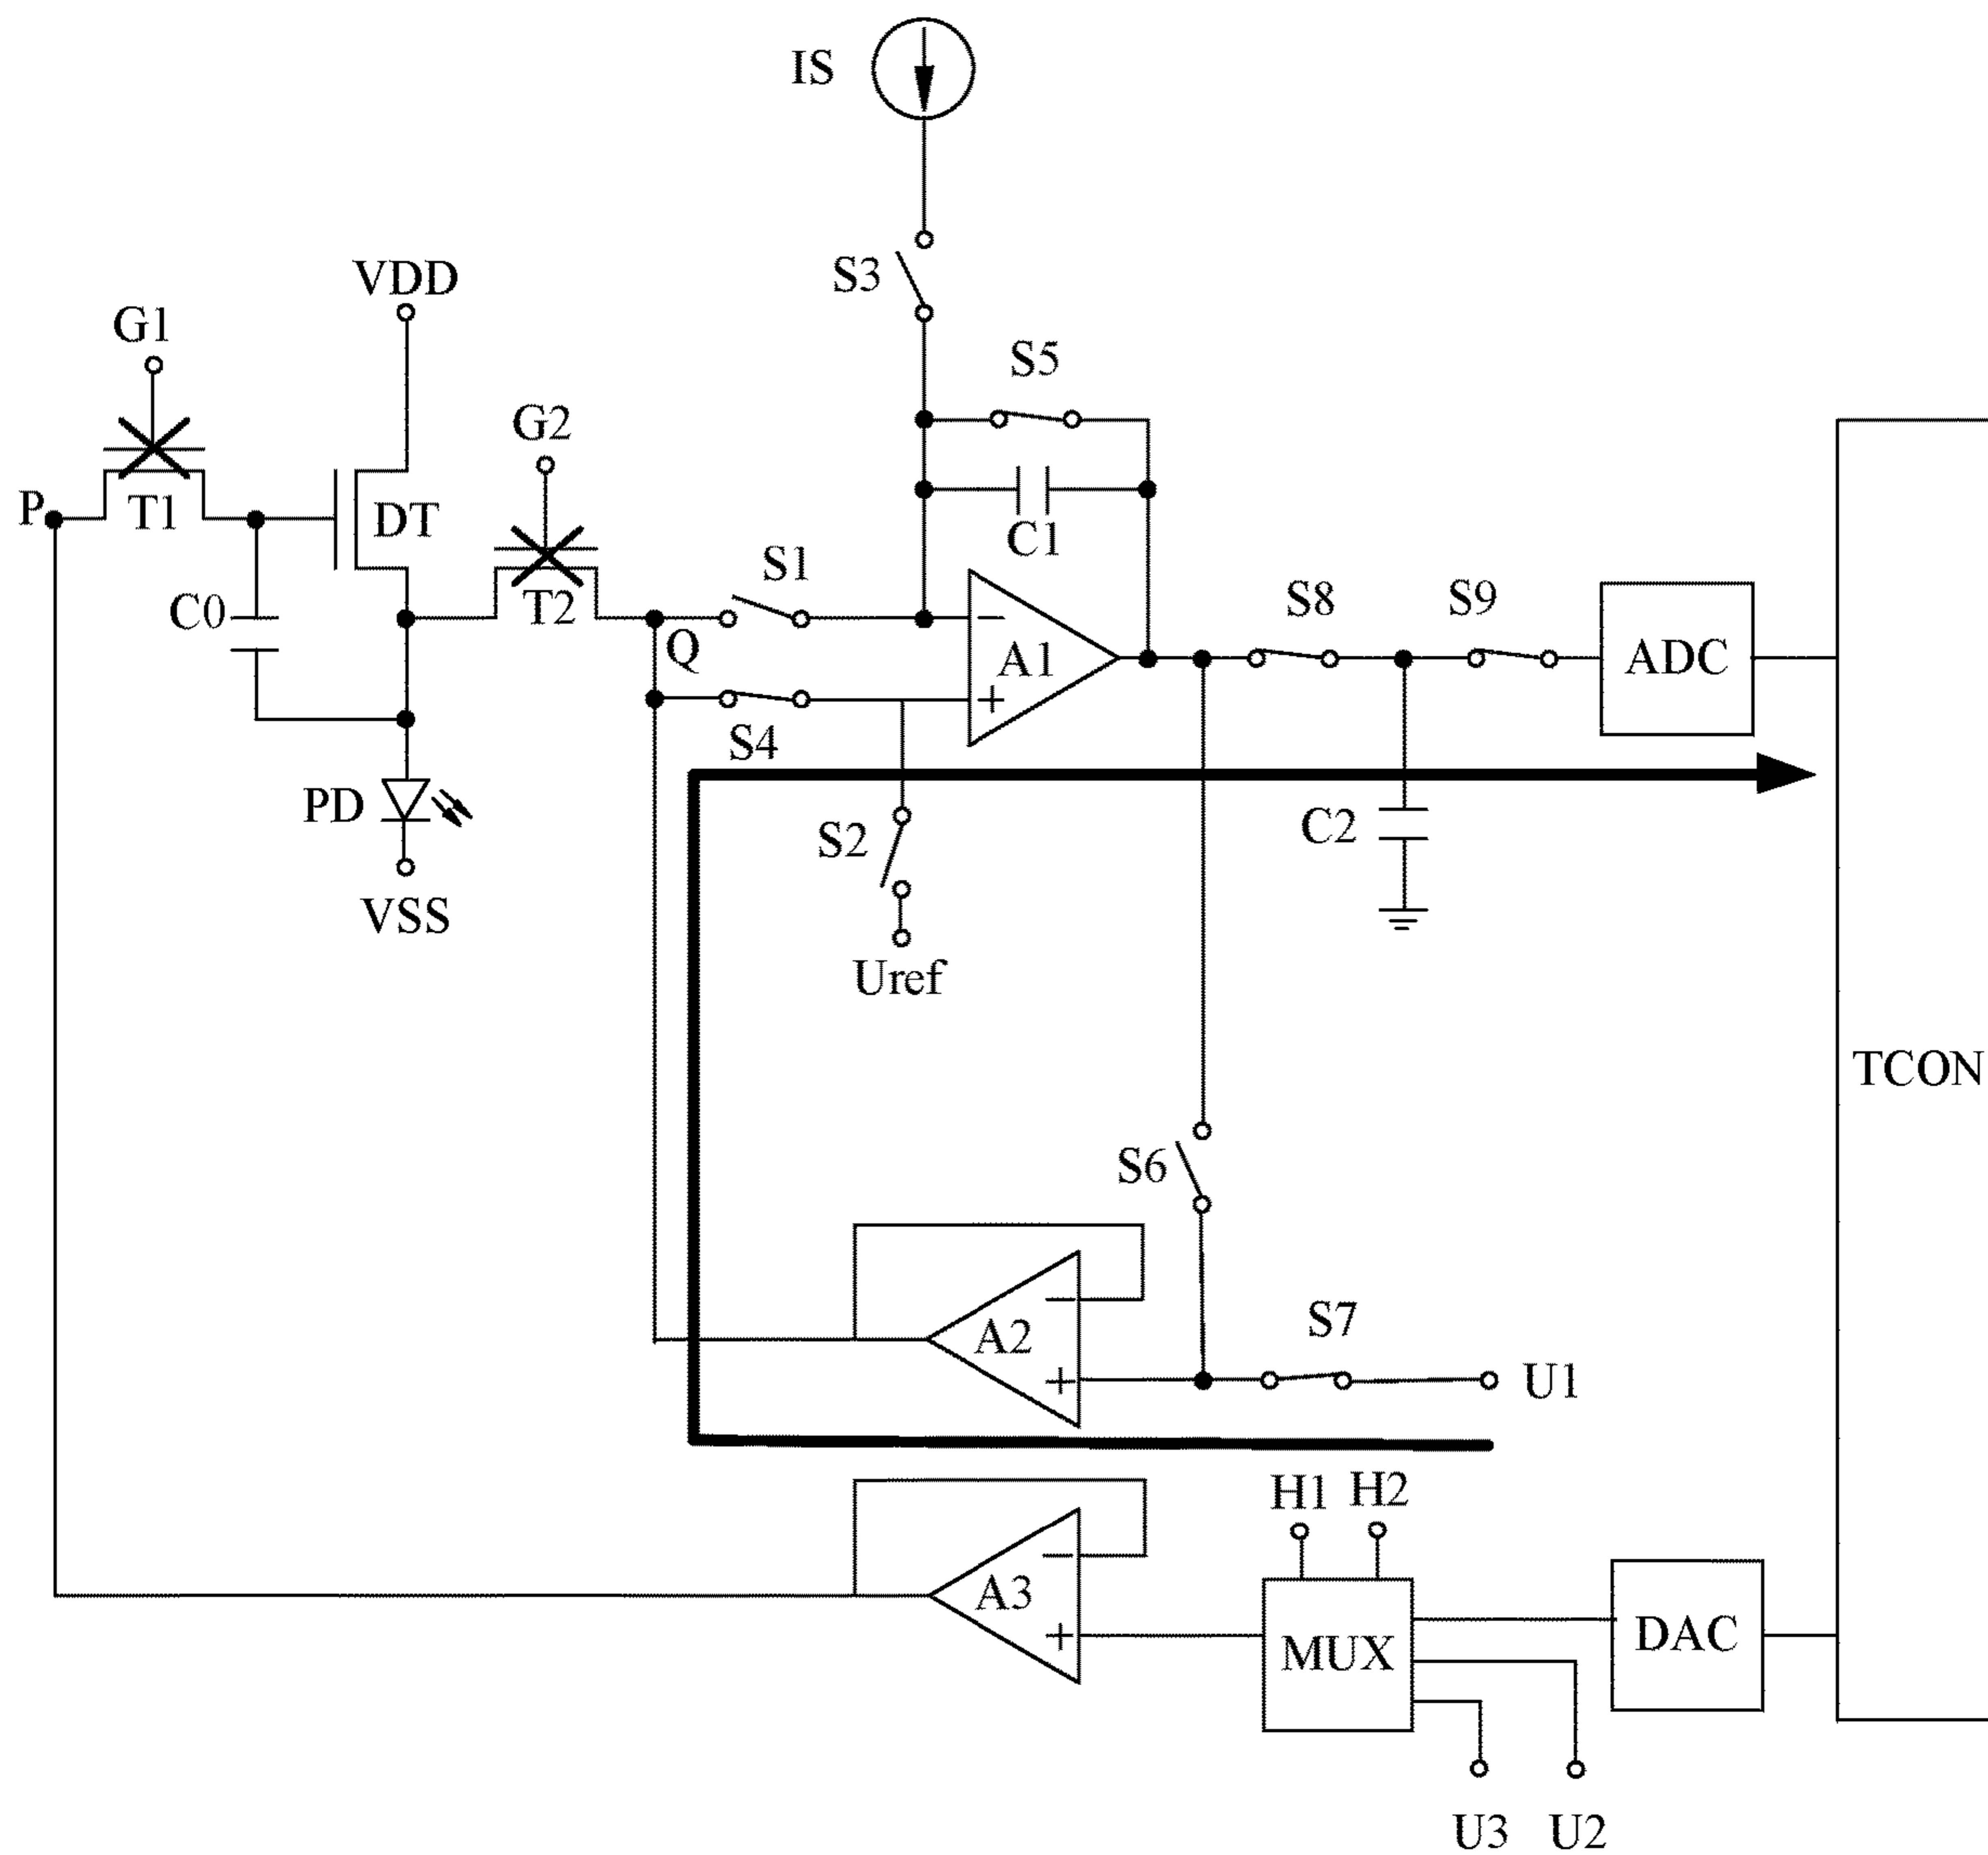 IS
S3
VDD
G1
S5
G2
P
T1
DT
C1
S1
C0
T2
Q
A1
S8
S9
ADC
S4
PD
S2
C2
VSS
Uref
TCON
S6
A2
S7
U1
H1
H2
A3
MUX
DAC
U3
U2